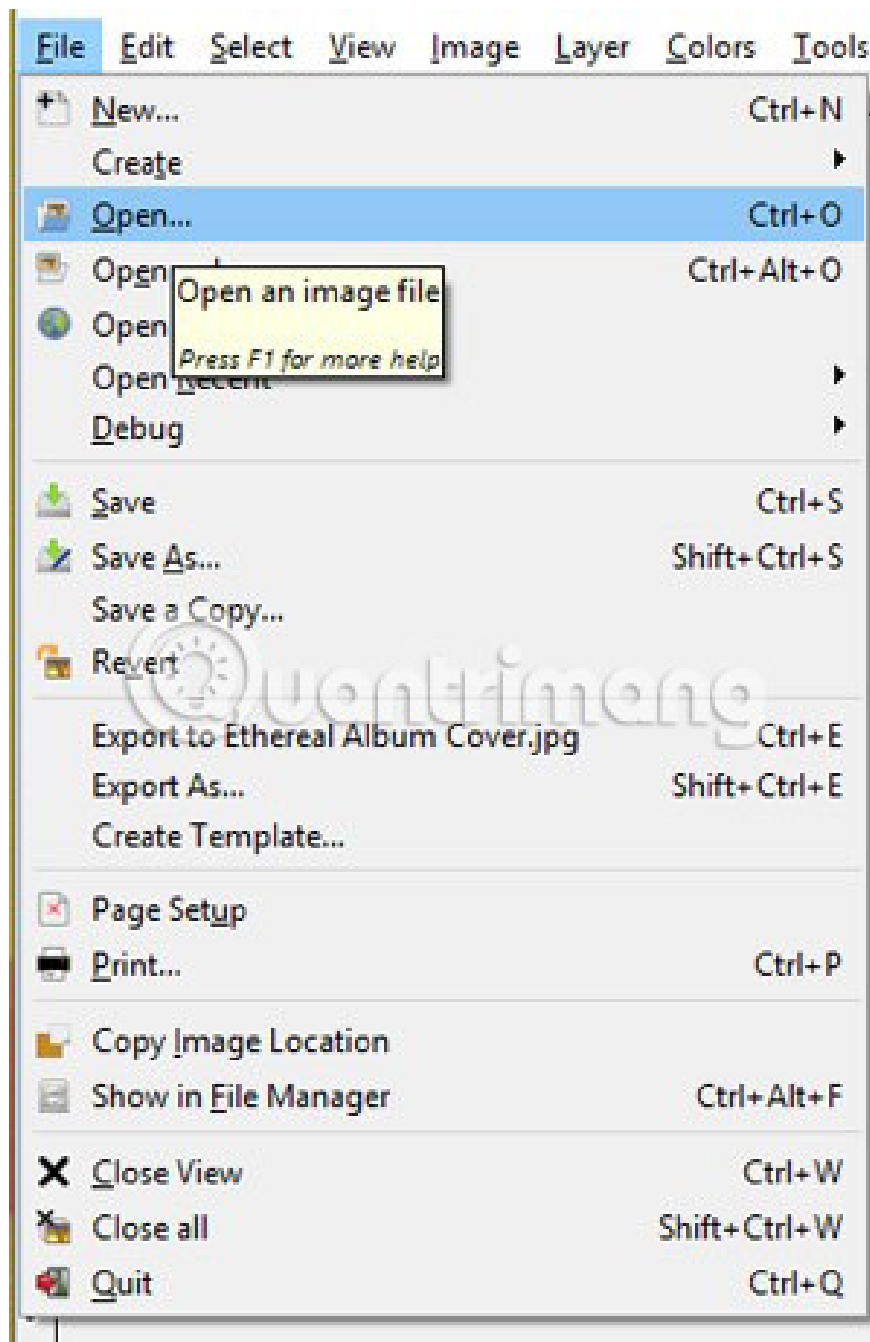 File Edit Select View Image Layer Colors Tools
New... Ctrl+N
Create
Open... Ctrl+O
Open Ctrl+Alt+O
Open an image file
Open
Press F1 for more help
Open Recent
Debug
Save Ctrl+S
Save As... Shift+Ctrl+S
Save a Copy...
Revert
Quantrimang
Export to Ethereal Album Cover.jpg Ctrl+E
Export As... Shift+Ctrl+E
Create Template...
Page Setup
Print... Ctrl+P
Copy Image Location
Show in File Manager Ctrl+Alt+F
Close View Ctrl+W
Close all Shift+Ctrl+W
Quit Ctrl+Q